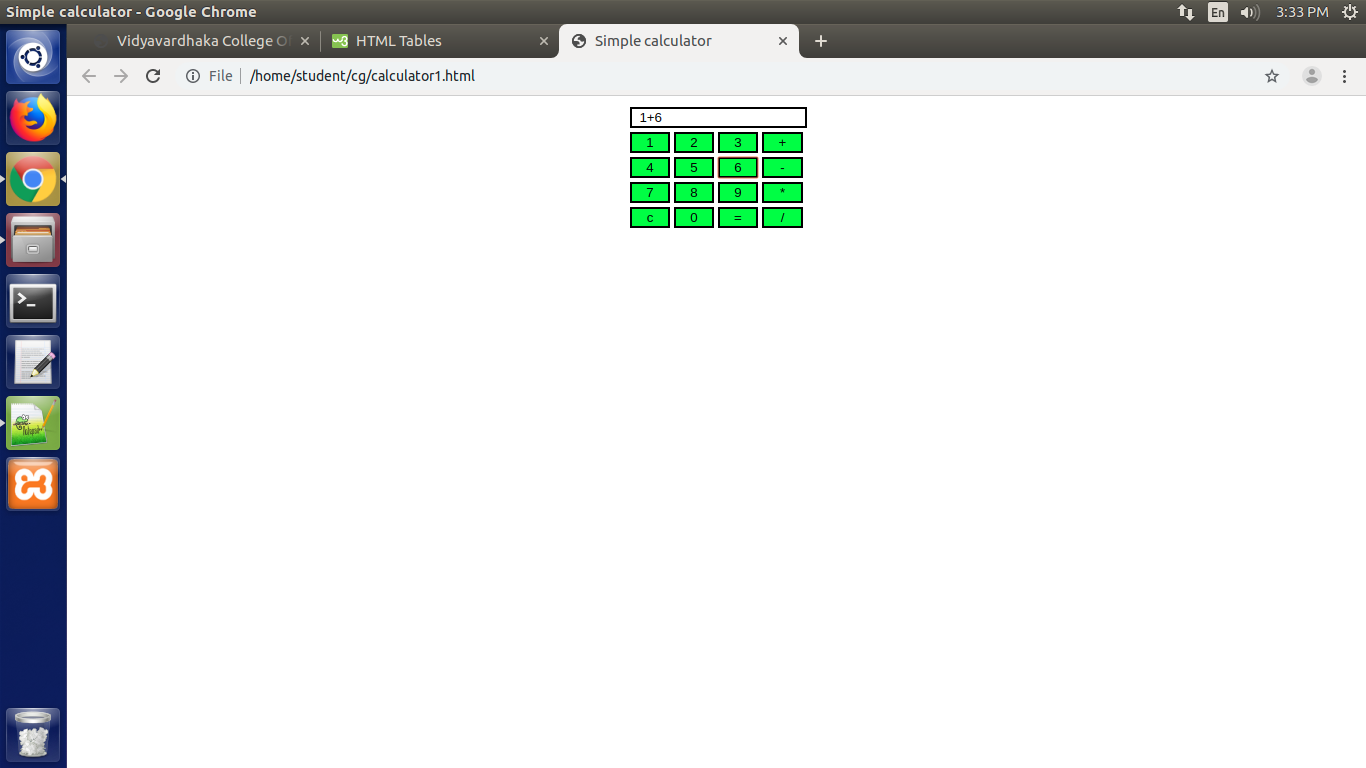 Simple calculator - Google Chrome
En
3:33 PM
Vidyavardhaka College O
HTML Tables
Simple calculator
File
/home/student/cg/calculator1.html
1+6
1 2 3 +
4 5 6 -
7 8 9 *
c 0 = /